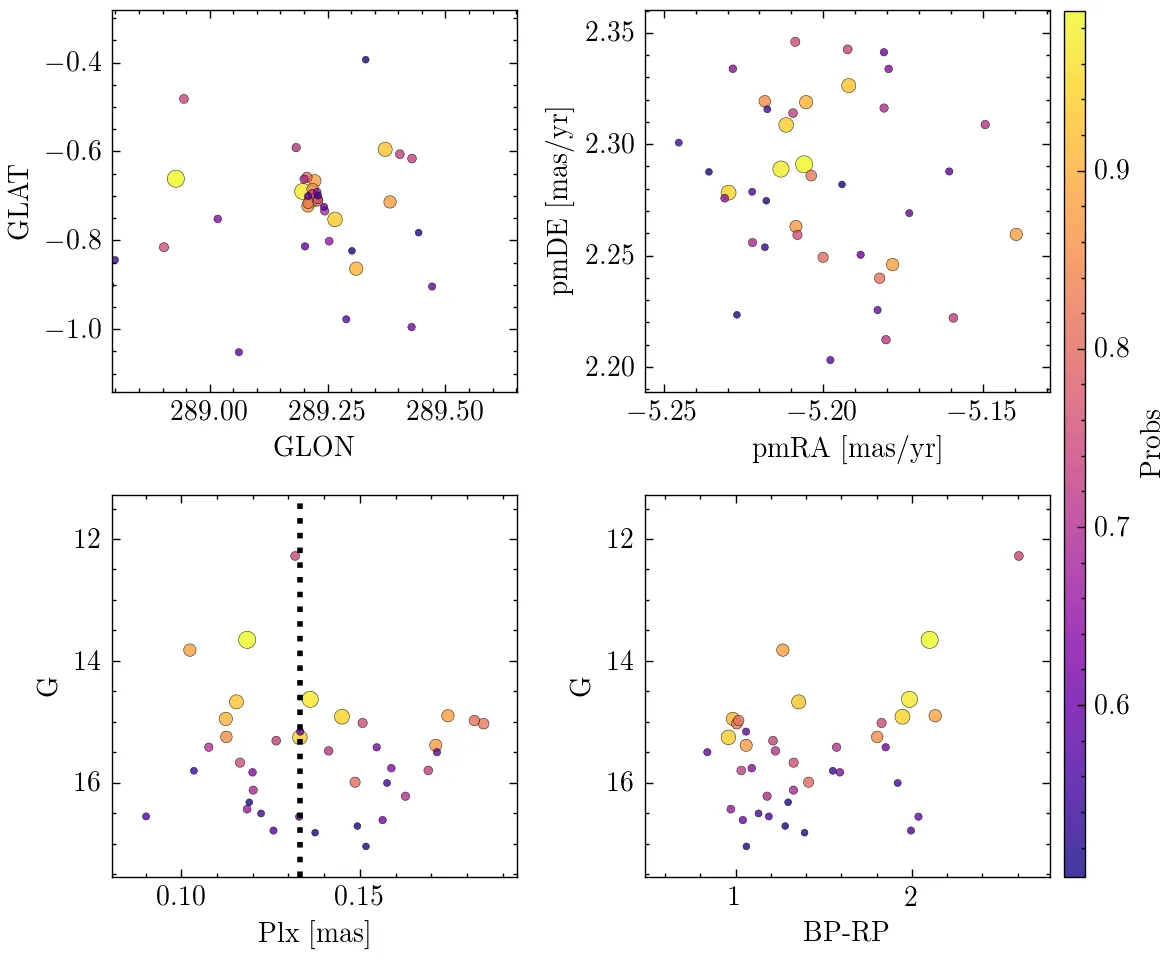 −0.4
−0.6
−0.8
−1.0
GLAT
289.00 289.25 289.50
GLON
2.35
2.30
2.25
2.20
pmDE [mas/yr]
−5.25 −5.20 −5.15
pmRA [mas/yr]
12
14
16
G
0.10 0.15
Plx [mas]
12
14
16
G
1 2
BP-RP
0.9
0.8
0.7
0.6
Probs